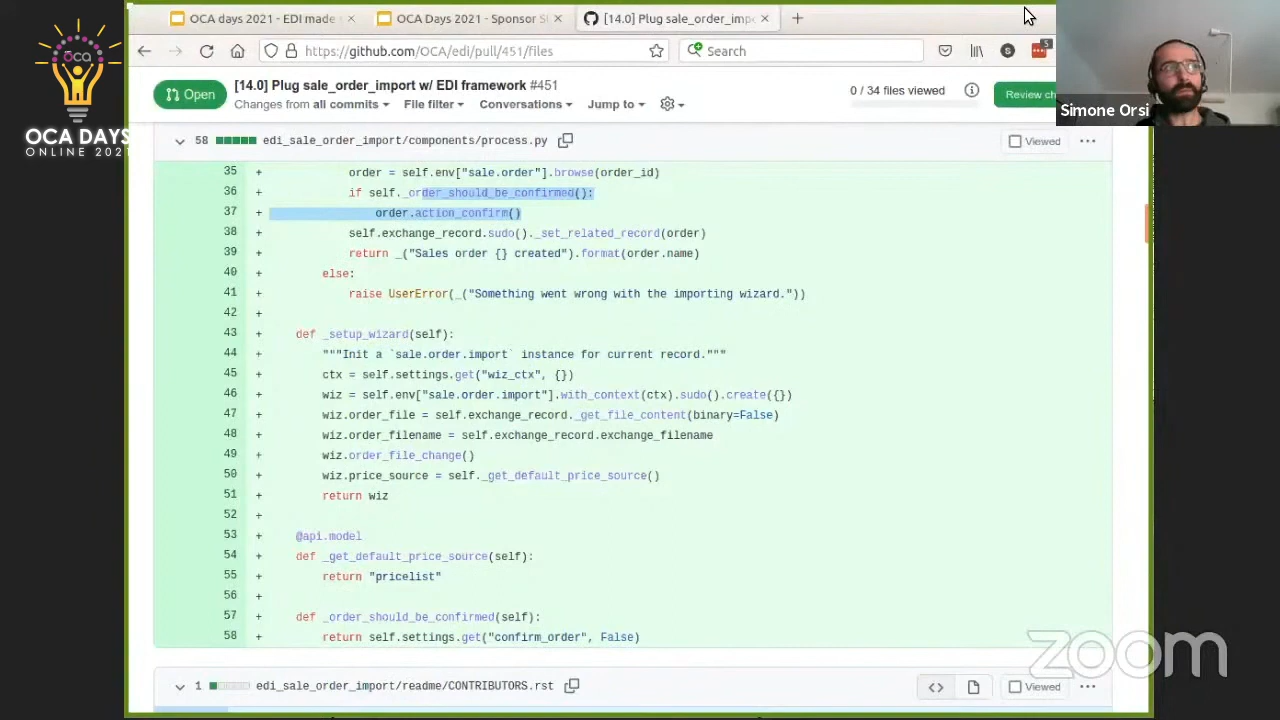 OCA days 2021 - EDI made
OCA Days 2021 - Sponsor Sl
[14.0] Plug sale_order_impo
oca
OCA DAYS
ONLINE 2021
https://github.com/OCA/edi/pull/451/files
Search
5
S
Simone Orsi
Open
[14.0] Plug sale_order_import w/ EDI framework #451
Changes from all commits
File filter
Conversations
Jump to
0 / 34 files viewed
Review ch
58 edi_sale_order_import/components/process.py
Viewed
35 + order = self.env["sale.order"].browse(order_id)
36 + if self._order_should_be_confirmed():
37 + order.action_confirm()
38 + self.exchange_record.sudo()._set_related_record(order)
39 + return _("Sales order {} created").format(order.name)
40 + else:
41 + raise UserError(_("Something went wrong with the importing wizard."))
42 +
43 + def _setup_wizard(self):
44 + """Init a `sale.order.import` instance for current record."""
45 + ctx = self.settings.get("wiz_ctx", {})
46 + wiz = self.env["sale.order.import"].with_context(ctx).sudo().create({})
47 + wiz.order_file = self.exchange_record._get_file_content(binary=False)
48 + wiz.order_filename = self.exchange_record.exchange_filename
49 + wiz.order_file_change()
50 + wiz.price_source = self._get_default_price_source()
51 + return wiz
52 +
53 + @api.model
54 + def _get_default_price_source(self):
55 + return "pricelist"
56 +
57 + def _order_should_be_confirmed(self):
58 + return self.settings.get("confirm_order", False)
zoom
1 edi_sale_order_import/readme/CONTRIBUTORS.rst
Viewed